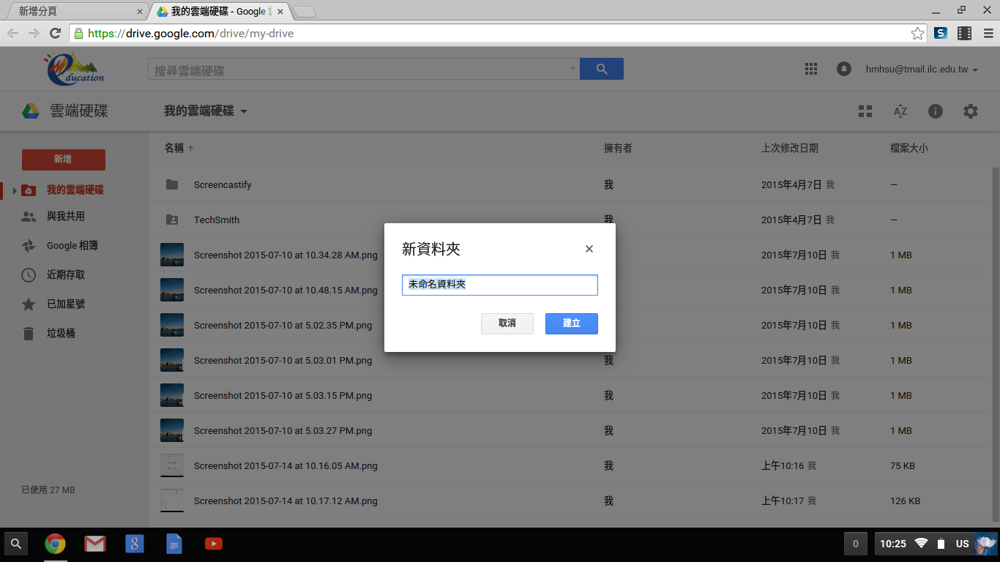 新增分頁
我的雲端硬碟 - Google
https://drive.google.com/drive/my-drive
education
搜尋雲端硬碟
hmhsu@tmail.ilc.edu.tw
雲端硬碟
我的雲端硬碟
AZ
新增
我的雲端硬碟
與我共用
Google 相簿
近期存取
已加星號
垃圾桶
已使用 27 MB
名稱 ↑ 擁有者 上次修改日期 檔案大小
Screencastify 我 2015年4月7日 我 —
TechSmith 我 2015年4月7日 我 —
Screenshot 2015-07-10 at 10.34.28 AM.png 2015年7月10日 我 1 MB
Screenshot 2015-07-10 at 10.48.15 AM.png 2015年7月10日 我 1 MB
Screenshot 2015-07-10 at 5.02.35 PM.png 2015年7月10日 我 1 MB
Screenshot 2015-07-10 at 5.03.01 PM.png 我 2015年7月10日 我 1 MB
Screenshot 2015-07-10 at 5.03.15 PM.png 我 2015年7月10日 我 1 MB
Screenshot 2015-07-10 at 5.03.27 PM.png 我 2015年7月10日 我 1 MB
Screenshot 2015-07-14 at 10.16.05 AM.png 我 上午10:16 我 75 KB
Screenshot 2015-07-14 at 10.17.12 AM.png 我 上午10:17 我 126 KB
新資料夾
未命名資料夾
取消 建立
0 10:25 US